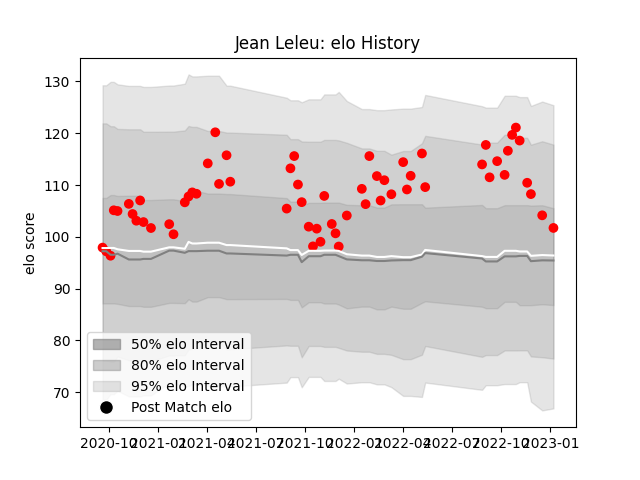 Jean Leleu: elo History
130
120
110
100
90
80
70
elo score
50% elo Interval
80% elo Interval
95% elo Interval
Post Match elo
2020-10 2021-01 2021-04 2021-07 2021-10 2022-01 2022-04 2022-07 2022-10 2023-01